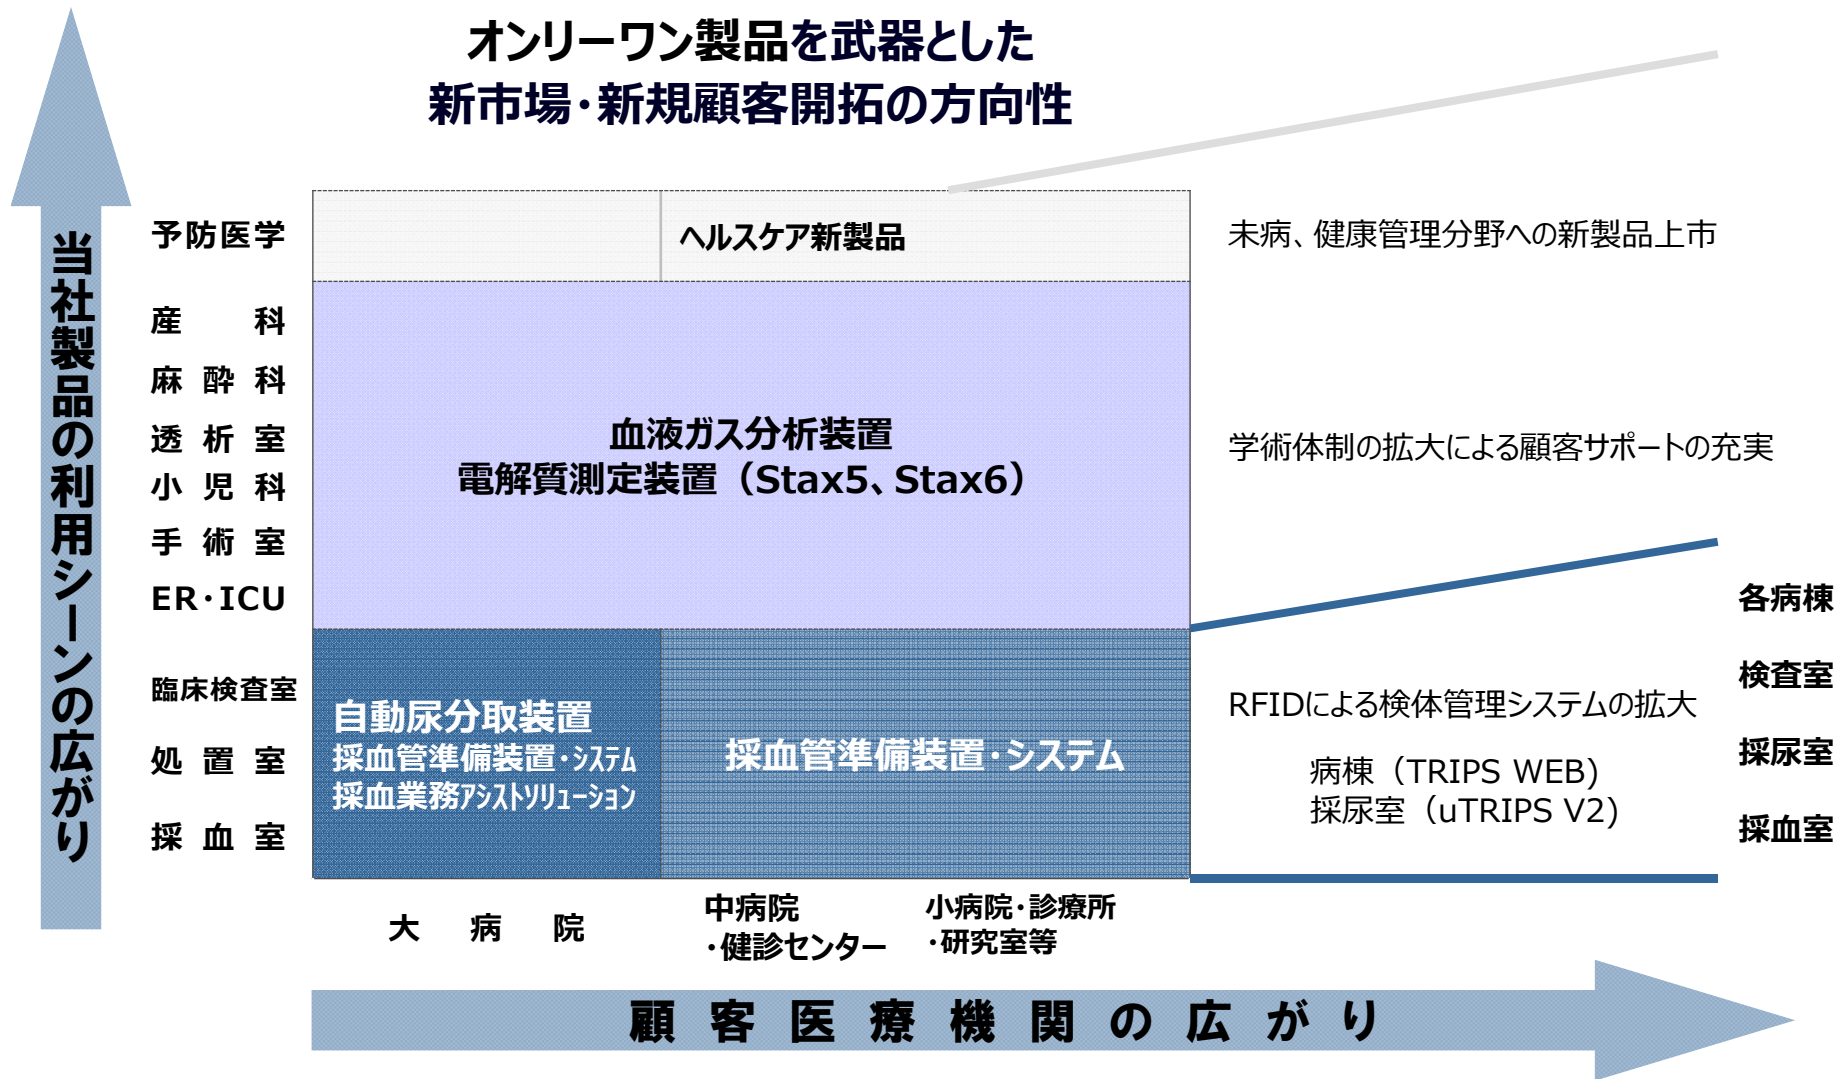 オンリーワン製品を武器とした
新市場・新規顧客開拓の方向性
当社製品の利用シーンの広がり
予防医学
産科
麻酔科
透析室
小児科
手術室
ER・ICU
臨床検査室
処置室
採血室
ヘルスケア新製品
血液ガス分析装置
電解質測定装置（Stax5、Stax6）
自動尿分取装置
採血管準備装置・システム
採血業務アシストソリューション
採血管準備装置・システム
未病、健康管理分野への新製品上市
学術体制の拡大による顧客サポートの充実
RFIDによる検体管理システムの拡大
病棟（TRIPS WEB)
採尿室（uTRIPS V2)
各病棟
検査室
採尿室
採血室
大病院
中病院
・健診センター
小病院・診療所
・研究室等
顧客医療機関の広がり